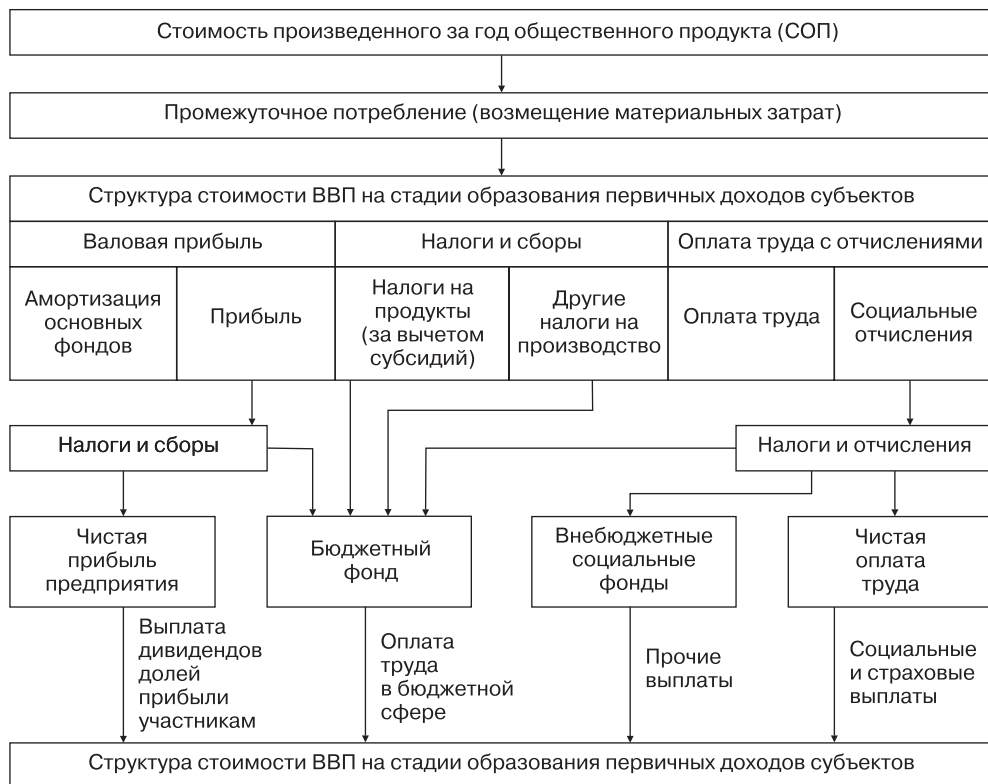 Стоимость произведенного за год общественного продукта (СОП)
Промежуточное потребление (возмещение материальных затрат)
Структура стоимости ВВП на стадии образования первичных доходов субъектов
Валовая прибыль
Налоги и сборы
Оплата труда с отчислениями
Амортизация
основных
фондов
Прибыль
Налоги на
продукты
(за вычетом
субсидий)
Другие
налоги на
производство
Оплата труда
Социальные
отчисления
Налоги и сборы
Налоги и отчисления
Чистая
прибыль
предприятия
Бюджетный
фонд
Внебюджетные
социальные
фонды
Чистая
оплата
труда
Выплата
дивидендов
долей
прибыли
участникам
Оплата
труда
в бюджетной
сфере
Прочие
выплаты
Социальные
и страховые
выплаты
Структура стоимости ВВП на стадии образования первичных доходов субъектов